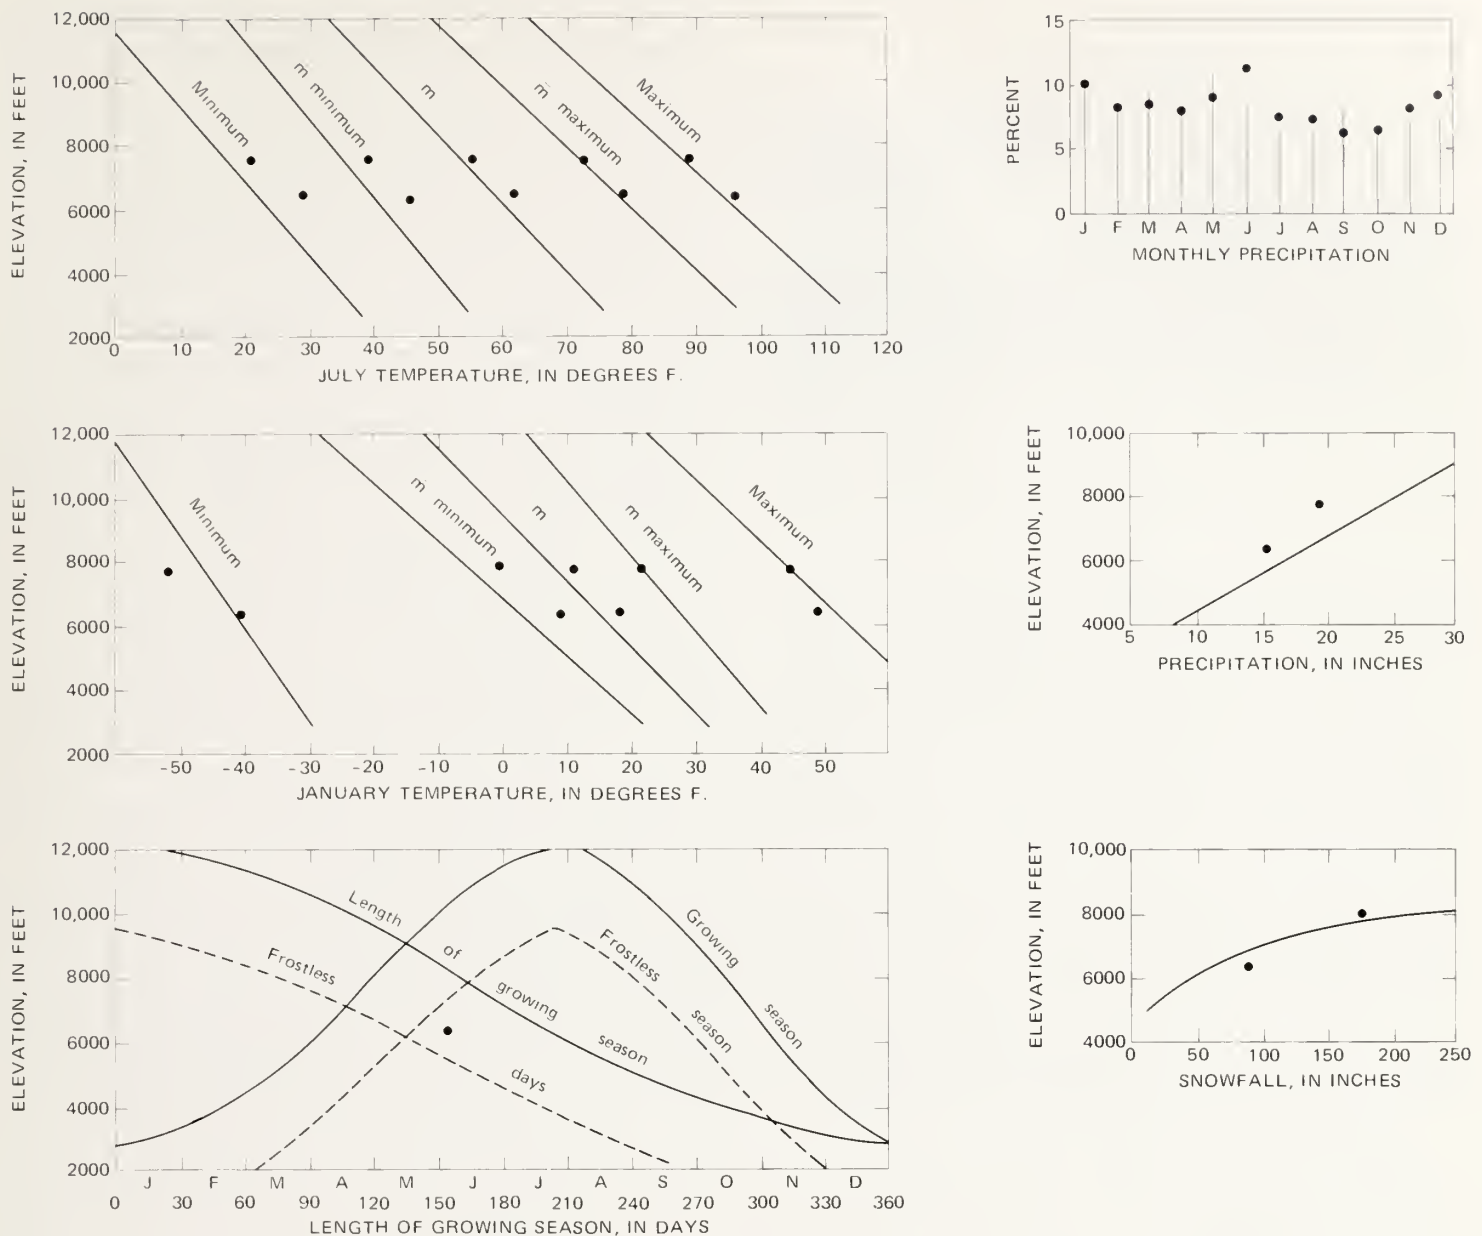 ELEVATION, IN FEET
12,000
10,000
8000
6000
4000
2000
Minimum
m̈ minimum
m
m̈ maximum
Maximum
0 10 20 30 40 50 60 70 80 90 100 110 120
JULY TEMPERATURE, IN DEGREES F.
PERCENT
15
10
5
0
J F M A M J J A S O N D
MONTHLY PRECIPITATION
ELEVATION, IN FEET
12,000
10,000
8000
6000
4000
2000
Minimum
m̈ minimum
m
m maximum
Maximum
-50 -40 -30 -20 -10 0 10 20 30 40 50
JANUARY TEMPERATURE, IN DEGREES F.
ELEVATION, IN FEET
10,000
8000
6000
4000
5 10 15 20 25 30
PRECIPITATION, IN INCHES
ELEVATION, IN FEET
12,000
10,000
8000
6000
4000
2000
Length of growing season
Frostless days
Frostless season
Growing season
J F M A M J J A S O N D
0 30 60 90 120 150 180 210 240 270 300 330 360
LENGTH OF GROWING SEASON, IN DAYS
ELEVATION, IN FEET
10,000
8000
6000
4000
0 50 100 150 200 250
SNOWFALL, IN INCHES